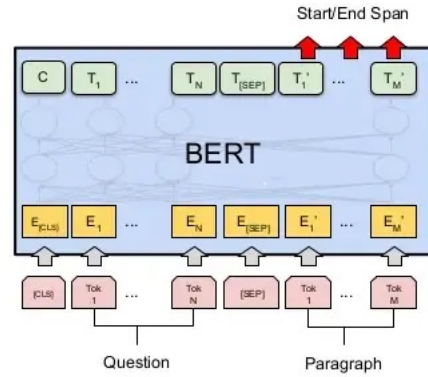 Start/End Span
C T1 ... TN T[SEP] T1' ... TM'
BERT
E[CLS] E1 ... EN E[SEP] E1' ... EM'
[CLS] Tok 1 ... Tok N [SEP] Tok 1 ... Tok M
Question Paragraph